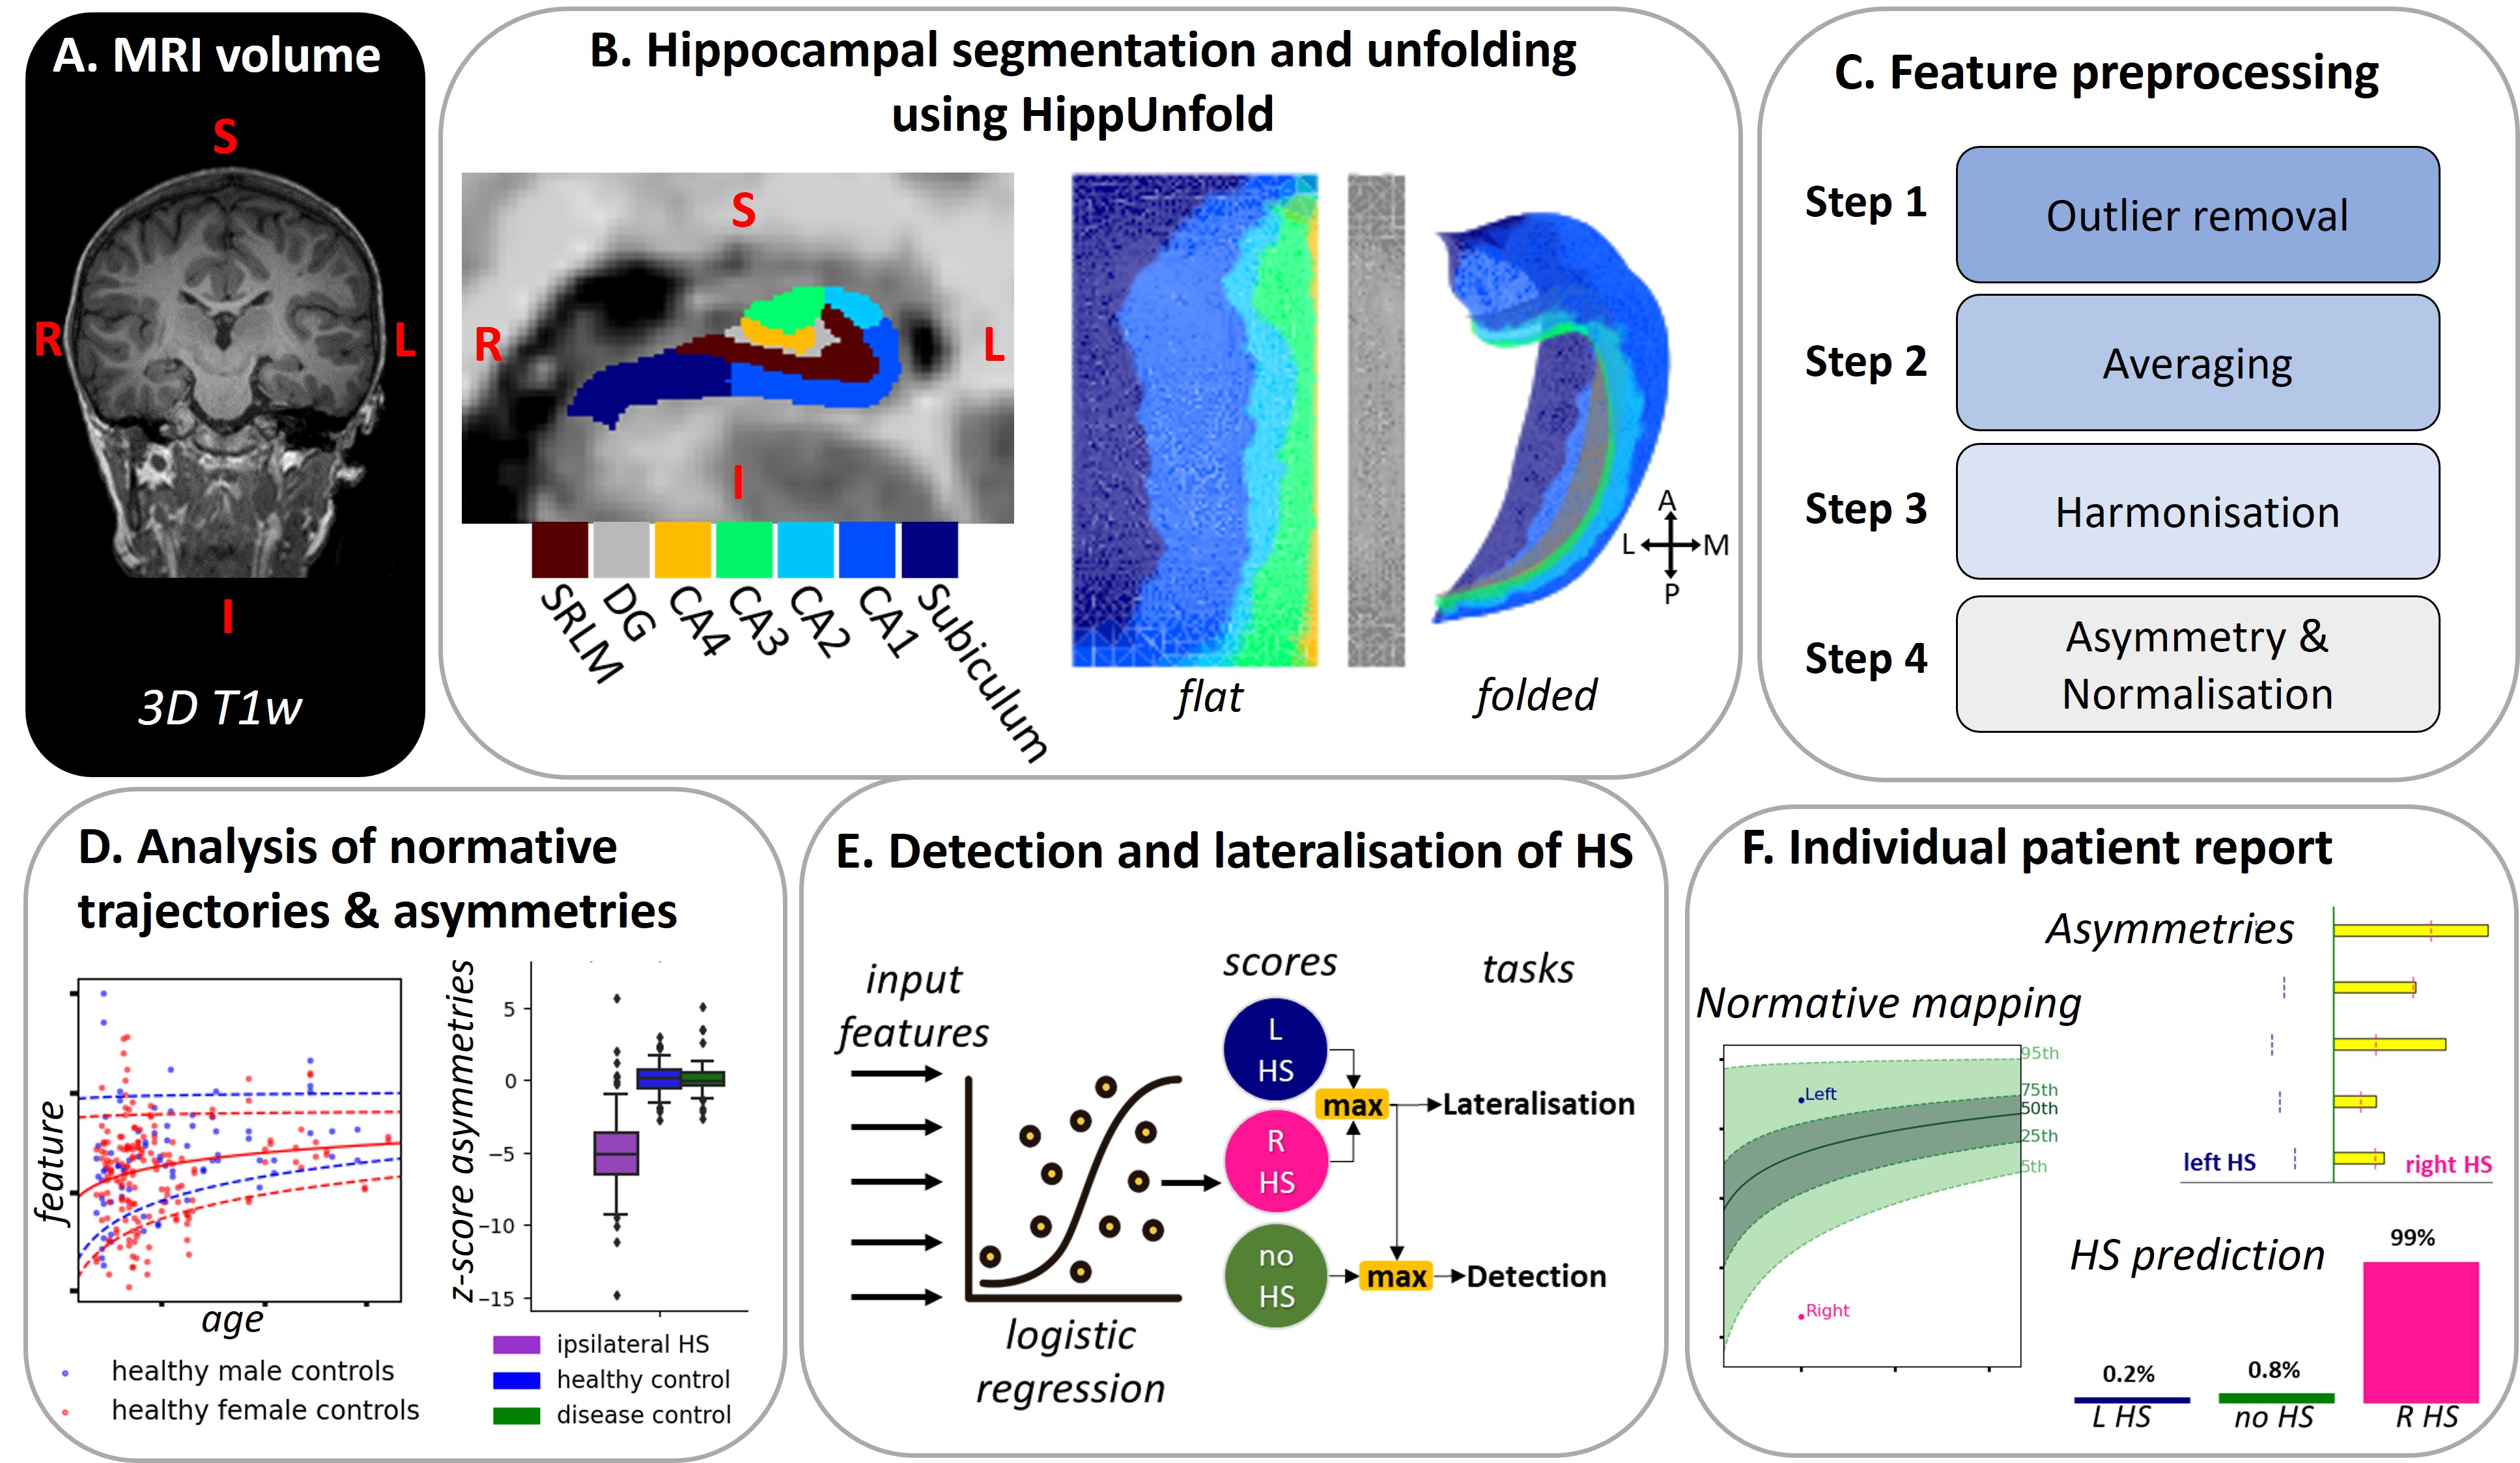 A. MRI volume
S
R
L
I
3D T1w
B. Hippocampal segmentation and unfolding
using HippUnfold
S
R
L
I
SRLM
DG
CA4
CA3
CA2
CA1
Subiculum
flat
folded
A
L
M
P
C. Feature preprocessing
Step 1
Outlier removal
Step 2
Averaging
Step 3
Harmonisation
Step 4
Asymmetry &
Normalisation
D. Analysis of normative
trajectories & asymmetries
feature
age
healthy male controls
healthy female controls
z-score asymmetries
5
0
−5
−10
−15
ipsilateral HS
healthy control
disease control
E. Detection and lateralisation of HS
input
features
logistic
regression
scores
tasks
L
HS
R
HS
no
HS
max
Lateralisation
max
Detection
F. Individual patient report
Asymmetries
left HS
right HS
Normative mapping
95th
75th
50th
25th
5th
Left
Right
HS prediction
0.2%
0.8%
99%
L HS
no HS
R HS